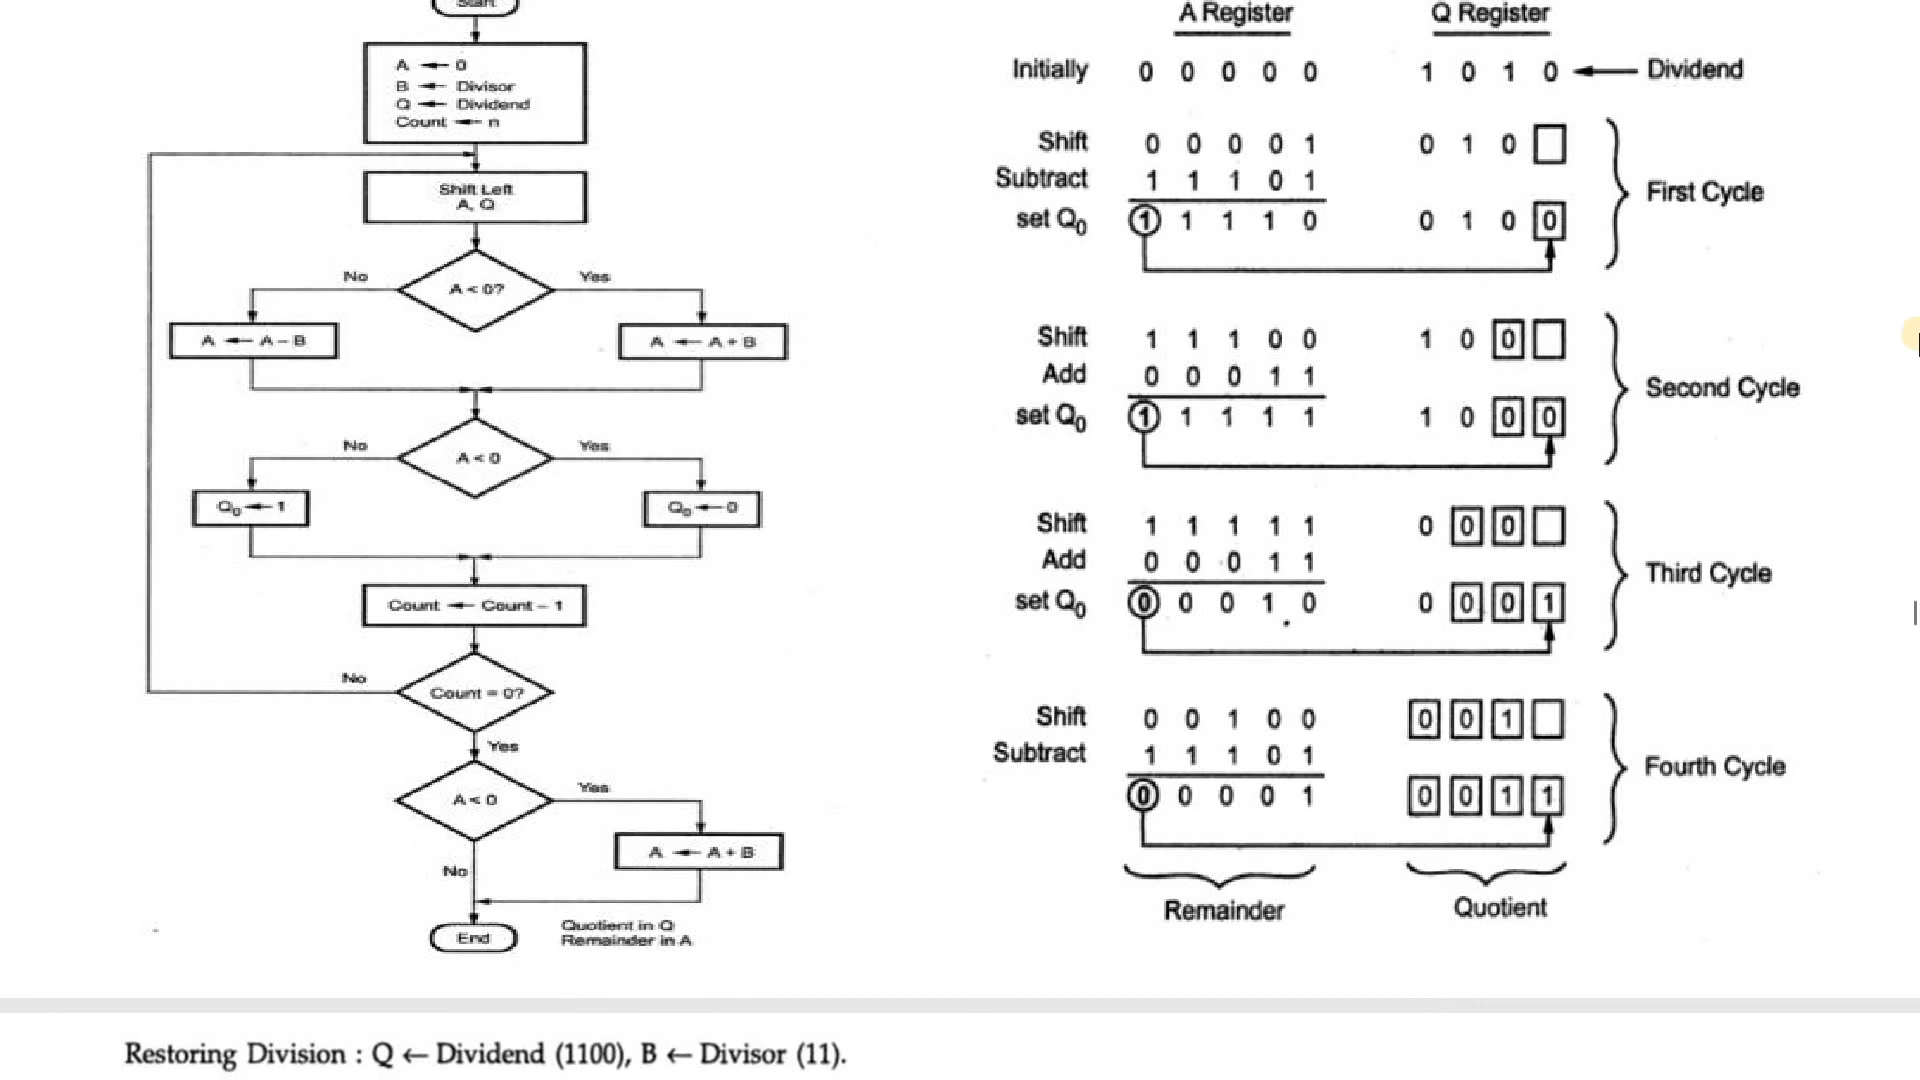 Start
A ← 0
B ← Divisor
Q ← Dividend
Count ← n
Shift Left
A, Q
No
A < 0?
Yes
A ← A – B
A ← A + B
No
A < 0
Yes
Q₀ ← 1
Q₀ ← 0
Count ← Count – 1
No
Count = 0?
Yes
A < 0
Yes
A ← A + B
No
End
Quotient in Q
Remainder in A
A Register Q Register
Initially 0 0 0 0 0 1 0 1 0 ← Dividend
Shift 0 0 0 0 1 0 1 0
Subtract 1 1 1 0 1
set Q₀ 1 1 1 1 0 0 1 0 0
First Cycle
Shift 1 1 1 0 0 1 0 0
Add 0 0 0 1 1
set Q₀ 1 1 1 1 1 1 0 0 0
Second Cycle
Shift 1 1 1 1 1 0 0 0
Add 0 0 0 1 1
set Q₀ 0 0 0 1 0 0 0 0 1
Third Cycle
Shift 0 0 1 0 0 0 0 1
Subtract 1 1 1 0 1
0 0 0 0 1 0 0 1 1
Fourth Cycle
Remainder Quotient
Restoring Division : Q ← Dividend (1100), B ← Divisor (11).